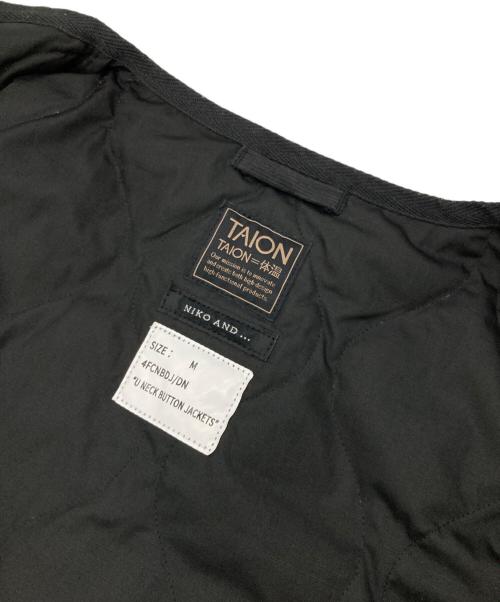 TAION
TAION=体温
Our mission is to innovate
and create both high design
high functional products.
NIKO AND ...
SIZE : M
4FCNBDJ/DN
"U NECK BUTTON JACKETS"